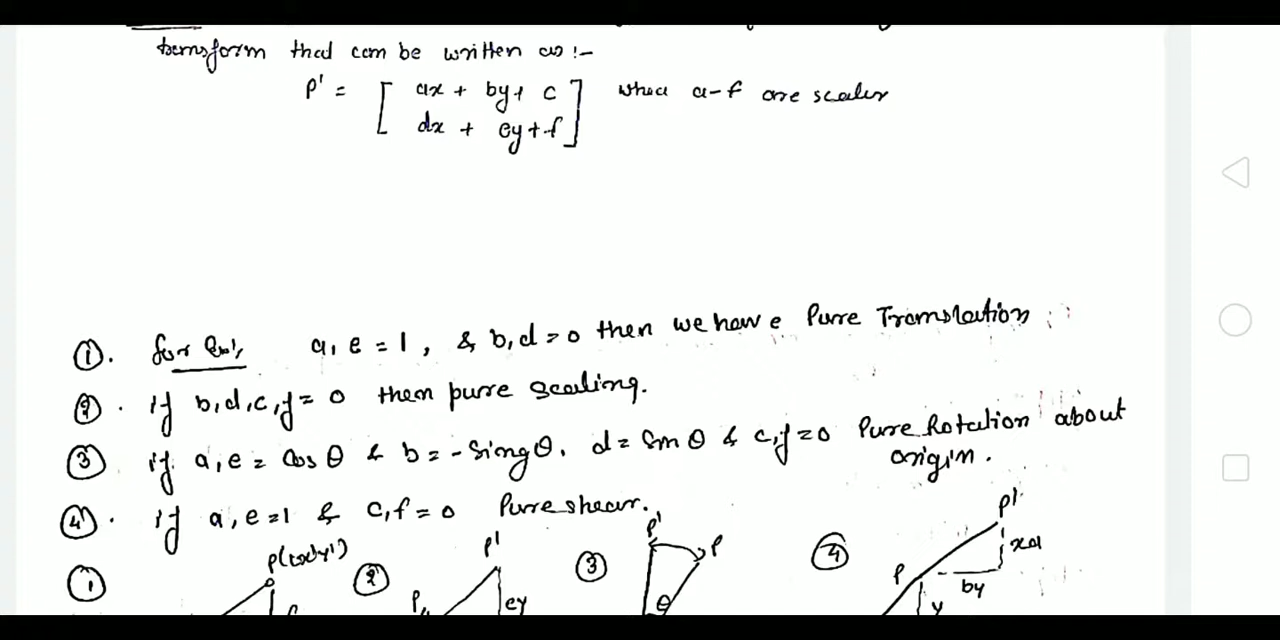 transform that can be written as :-
P' = [ ax + by + c
dx + ey + f ] where a-f are scalar
①. for Ex:, a, e = 1, & b, d = 0 then we have Pure Translation
②. if b, d, c, f = 0 then pure scaling.
③ if a, e = Cos θ & b = - Sing θ, d = Sin θ & c, f = 0 Pure Rotation about
origin.
④. if a, e = 1 & c, f = 0 Pure shear.
① P(x'y') ② P' P ey ③ P' P θ ④ P' P by y